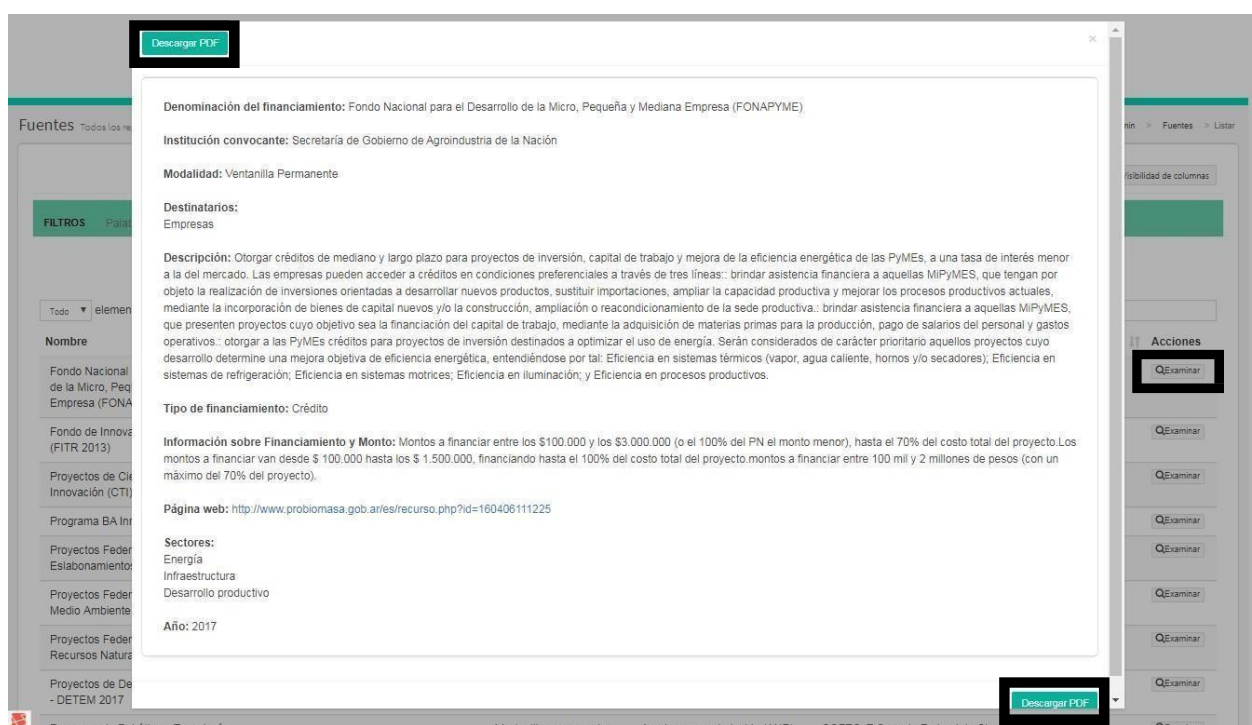 Descargar PDF
×
Denominación del financiamiento: Fondo Nacional para el Desarrollo de la Micro, Pequeña y Mediana Empresa (FONAPYME)
Institución convocante: Secretaría de Gobierno de Agroindustria de la Nación
Modalidad: Ventanilla Permanente
Destinatarios:
Empresas
Descripción: Otorgar créditos de mediano y largo plazo para proyectos de inversión, capital de trabajo y mejora de la eficiencia energética de las PyMEs, a una tasa de interés menor
a la del mercado. Las empresas pueden acceder a créditos en condiciones preferenciales a través de tres líneas:: brindar asistencia financiera a aquellas MiPyMES, que tengan por
objeto la realización de inversiones orientadas a desarrollar nuevos productos, sustituir importaciones, ampliar la capacidad productiva y mejorar los procesos productivos actuales,
mediante la incorporación de bienes de capital nuevos y/o la construcción, ampliación o reacondicionamiento de la sede productiva.: brindar asistencia financiera a aquellas MiPyMES,
que presenten proyectos cuyo objetivo sea la financiación del capital de trabajo, mediante la adquisición de materias primas para la producción, pago de salarios del personal y gastos
operativos.: otorgar a las PyMEs créditos para proyectos de inversión destinados a optimizar el uso de energía. Serán considerados de carácter prioritario aquellos proyectos cuyo
desarrollo determine una mejora objetiva de eficiencia energética, entendiéndose por tal: Eficiencia en sistemas térmicos (vapor, agua caliente, hornos y/o secadores); Eficiencia en
sistemas de refrigeración; Eficiencia en sistemas motrices; Eficiencia en iluminación; y Eficiencia en procesos productivos.
Tipo de financiamiento: Crédito
Información sobre Financiamiento y Monto: Montos a financiar entre los $100.000 y los $3.000.000 (o el 100% del PN el monto menor), hasta el 70% del costo total del proyecto.Los
montos a financiar van desde $ 100.000 hasta los $ 1.500.000, financiando hasta el 100% del costo total del proyecto.montos a financiar entre 100 mil y 2 millones de pesos (con un
máximo del 70% del proyecto).
Página web: http://www.probiomasa.gob.ar/es/recurso.php?id=160406111225
Sectores:
Energía
Infraestructura
Desarrollo productivo
Año: 2017
Descargar PDF
Fuentes Todos los
> Fuentes > Listar
Visibilidad de columnas
FILTROS
Todo elemen
Nombre
Acciones
Fondo Nacional
de la Micro, Peq
Empresa (FONA
Examinar
Fondo de Innova
(FITR 2013)
Examinar
Proyectos de Cie
Innovación (CTI)
Examinar
Programa BA Inn
Examinar
Proyectos Feder
Eslabonamientos
Examinar
Proyectos Feder
Medio Ambiente
Examinar
Proyectos Feder
Recursos Natura
Examinar
Proyectos de De
- DETEM 2017
Examinar